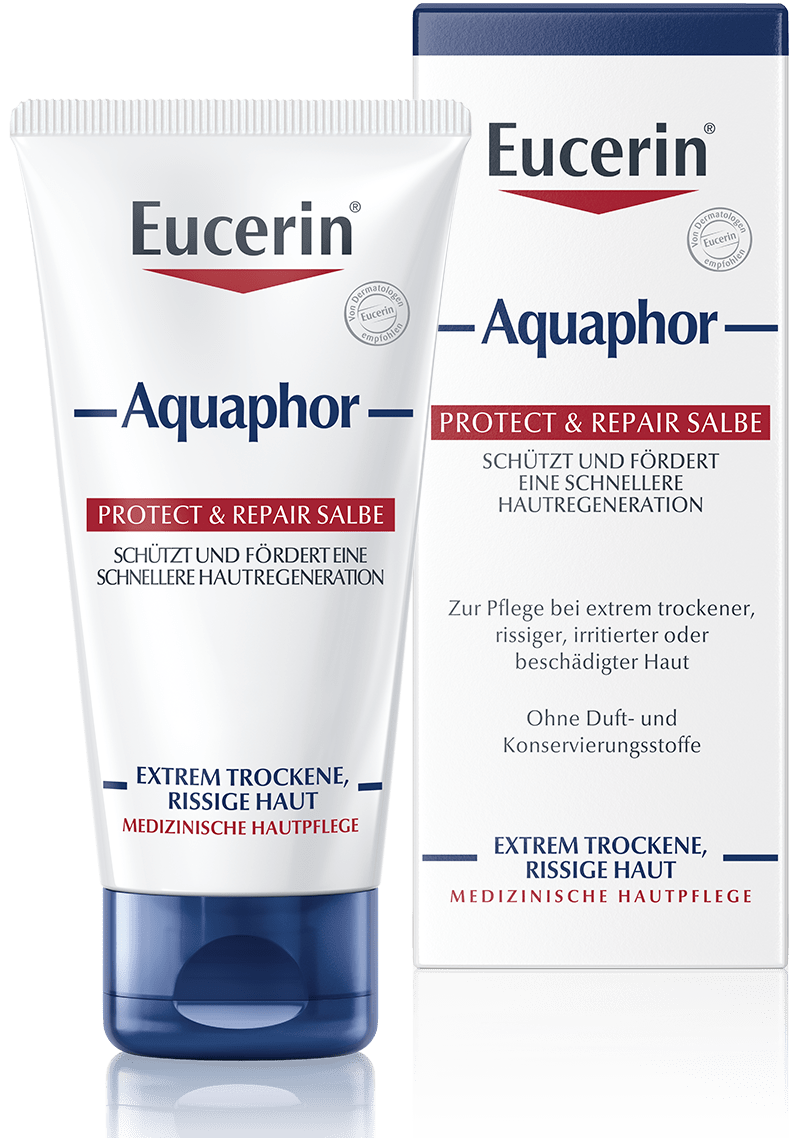 Eucerin®
Von Dermatologen
Eucerin
empfohlen
Aquaphor
PROTECT & REPAIR SALBE
SCHÜTZT UND FÖRDERT EINE
SCHNELLERE HAUTREGENERATION
EXTREM TROCKENE,
RISSIGE HAUT
MEDIZINISCHE HAUTPFLEGE
Eucerin®
Von Dermatologen
Eucerin
empfohlen
Aquaphor
PROTECT & REPAIR SALBE
SCHÜTZT UND FÖRDERT
EINE SCHNELLERE
HAUTREGENERATION
Zur Pflege bei extrem trockener,
rissiger, irritierter oder
beschädigter Haut
Ohne Duft- und
Konservierungsstoffe
EXTREM TROCKENE,
RISSIGE HAUT
MEDIZINISCHE HAUTPFLEGE